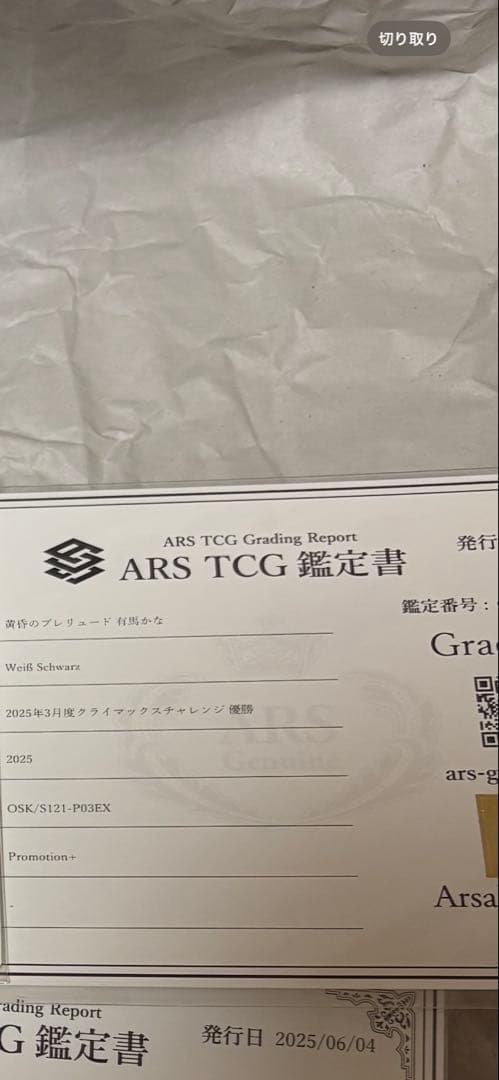 切り取り
ARS TCG Grading Report
ARS TCG 鑑定書
発行
鑑定番号:
Gra
黄昏のプレリュード 有馬かな
Weiß Schwarz
2025年3月度クライマックスチャレンジ 優勝
ARS
Genuine
2025
ars-g
OSK/S121-P03EX
Promotion+
-
Arsa
ading Report
G 鑑定書
発行日 2025/06/04